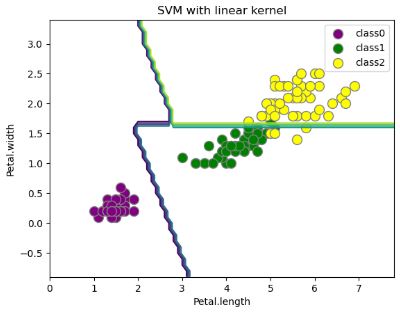 SVM with linear kernel
class0
class1
class2
3.0
2.5
2.0
1.5
1.0
0.5
0.0
−0.5
Petal.width
0 1 2 3 4 5 6 7
Petal.length